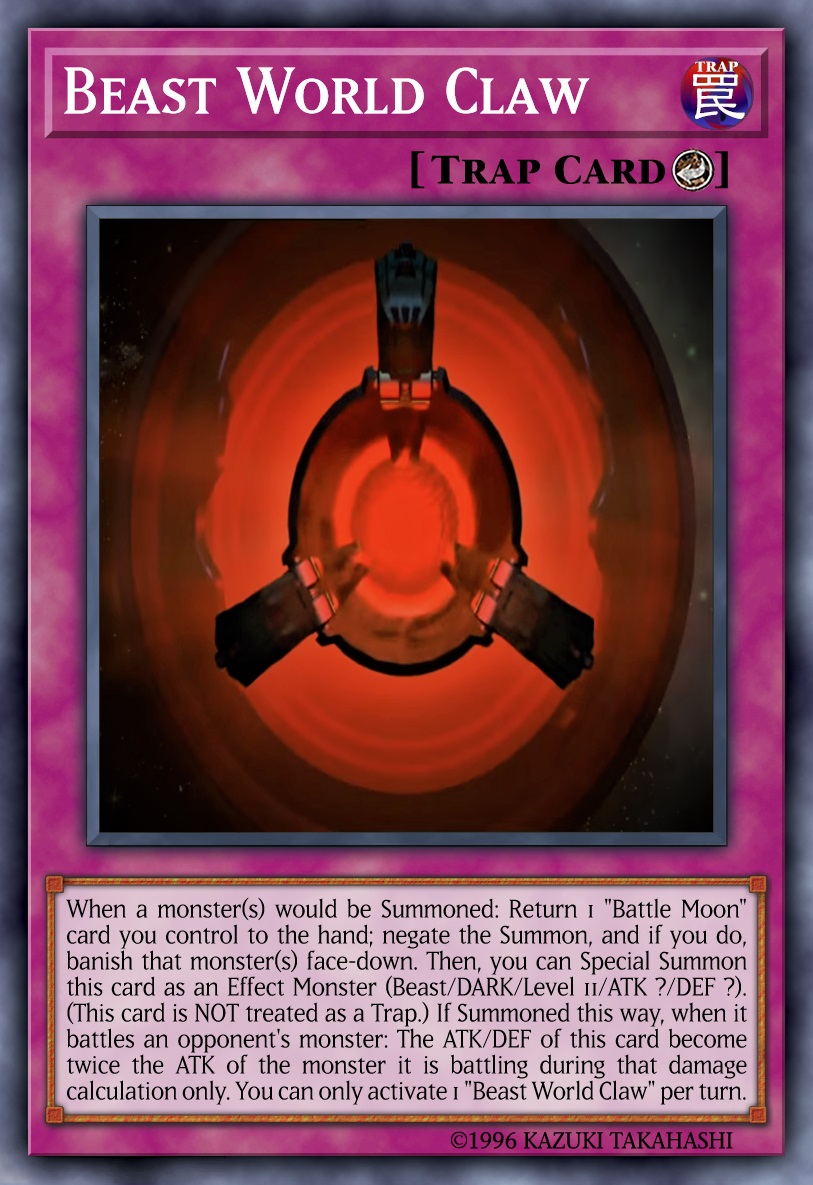 Beast World Claw
TRAP
罠
[Trap Card]
When a monster(s) would be Summoned: Return 1 "Battle Moon"
card you control to the hand; negate the Summon, and if you do,
banish that monster(s) face-down. Then, you can Special Summon
this card as an Effect Monster (Beast/DARK/Level 11/ATK ?/DEF ?).
(This card is NOT treated as a Trap.) If Summoned this way, when it
battles an opponent's monster: The ATK/DEF of this card become
twice the ATK of the monster it is battling during that damage
calculation only. You can only activate 1 "Beast World Claw" per turn.
©1996 KAZUKI TAKAHASHI